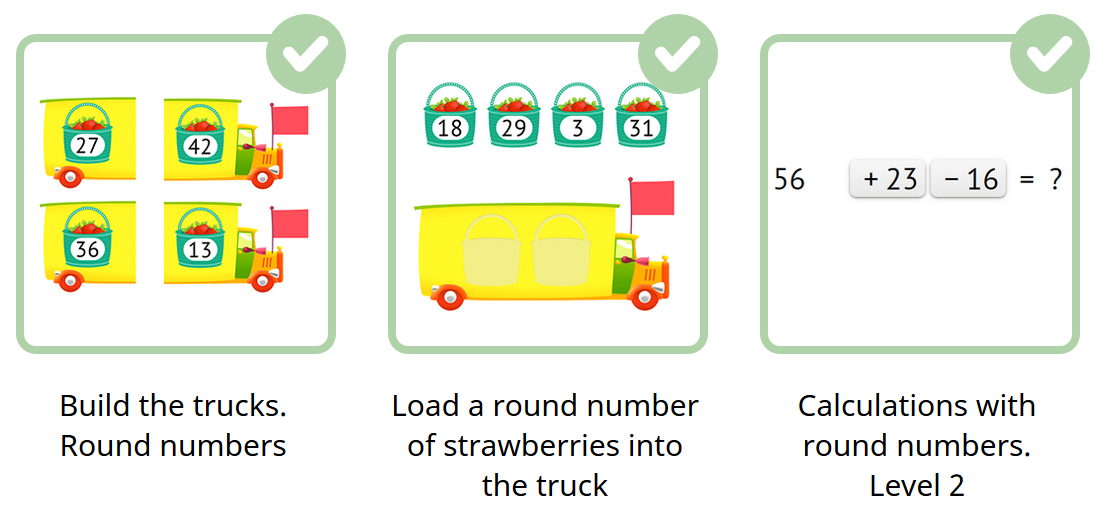 27
42
36
13
Build the trucks.
Round numbers
18 29 3 31
Load a round number
of strawberries into
the truck
56 + 23 − 16 = ?
Calculations with
round numbers.
Level 2